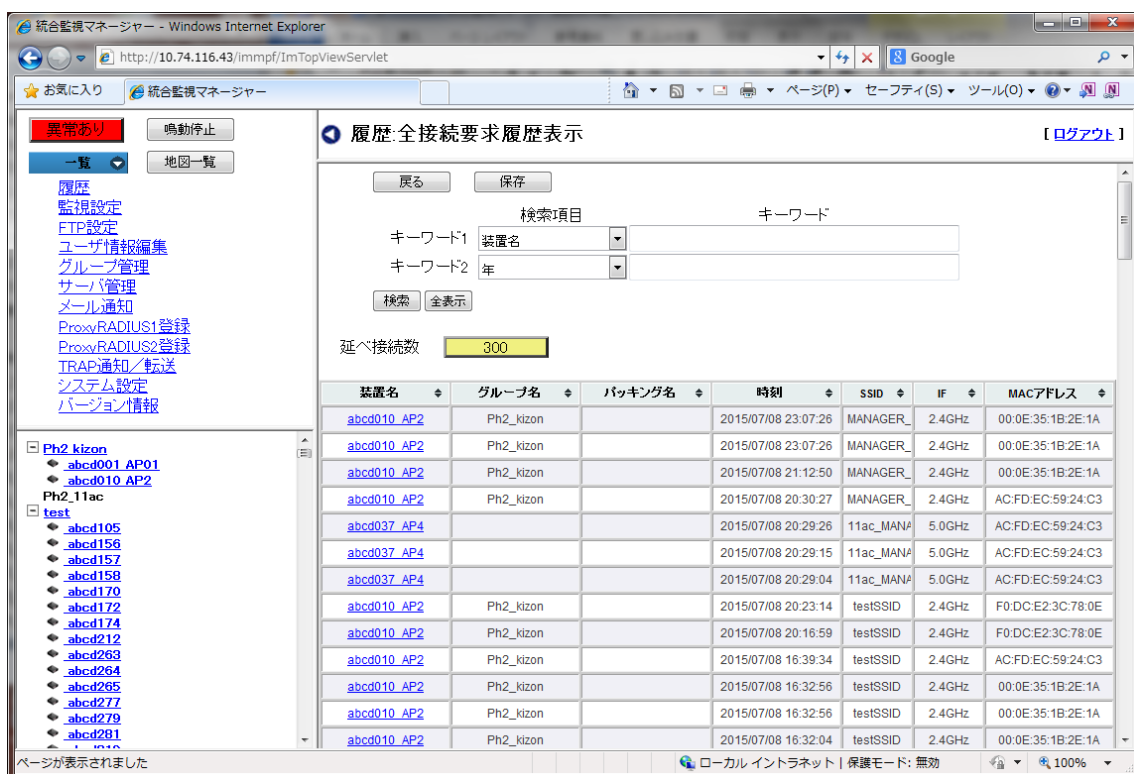 統合監視マネージャー - Windows Internet Explorer
http://10.74.116.43/immpf/ImTopViewServlet
Google
お気に入り 統合監視マネージャー
ページ(P) セーフティ(S) ツール(O)
異常あり 鳴動停止
一覧 地図一覧
履歴
監視設定
FTP設定
ユーザ情報編集
グループ管理
サーバ管理
メール通知
ProxyRADIUS1登録
ProxyRADIUS2登録
TRAP通知／転送
システム設定
バージョン情報
Ph2_kizon
abcd001_AP01
abcd010_AP2
Ph2_11ac
test
abcd105
abcd156
abcd157
abcd158
abcd170
abcd172
abcd174
abcd212
abcd263
abcd264
abcd265
abcd277
abcd279
abcd281
履歴:全接続要求履歴表示 [ ログアウト ]
戻る 保存
検索項目 キーワード
キーワード1 装置名
キーワード2 年
検索 全表示
延べ接続数 300
装置名 グループ名 パッキング名 時刻 SSID IF MACアドレス
abcd010_AP2 Ph2_kizon 2015/07/08 23:07:26 MANAGER_ 2.4GHz 00:0E:35:1B:2E:1A
abcd010_AP2 Ph2_kizon 2015/07/08 23:07:26 MANAGER_ 2.4GHz 00:0E:35:1B:2E:1A
abcd010_AP2 Ph2_kizon 2015/07/08 21:12:50 MANAGER_ 2.4GHz 00:0E:35:1B:2E:1A
abcd010_AP2 Ph2_kizon 2015/07/08 20:30:27 MANAGER_ 2.4GHz AC:FD:EC:59:24:C3
abcd037_AP4 2015/07/08 20:29:26 11ac_MANA 5.0GHz AC:FD:EC:59:24:C3
abcd037_AP4 2015/07/08 20:29:15 11ac_MANA 5.0GHz AC:FD:EC:59:24:C3
abcd037_AP4 2015/07/08 20:29:04 11ac_MANA 5.0GHz AC:FD:EC:59:24:C3
abcd010_AP2 Ph2_kizon 2015/07/08 20:23:14 testSSID 2.4GHz F0:DC:E2:3C:78:0E
abcd010_AP2 Ph2_kizon 2015/07/08 20:16:59 testSSID 2.4GHz F0:DC:E2:3C:78:0E
abcd010_AP2 Ph2_kizon 2015/07/08 16:39:34 testSSID 2.4GHz AC:FD:EC:59:24:C3
abcd010_AP2 Ph2_kizon 2015/07/08 16:32:56 testSSID 2.4GHz 00:0E:35:1B:2E:1A
abcd010_AP2 Ph2_kizon 2015/07/08 16:32:56 testSSID 2.4GHz 00:0E:35:1B:2E:1A
abcd010_AP2 Ph2_kizon 2015/07/08 16:32:04 testSSID 2.4GHz 00:0E:35:1B:2E:1A
ページが表示されました ローカル イントラネット | 保護モード: 無効 100%